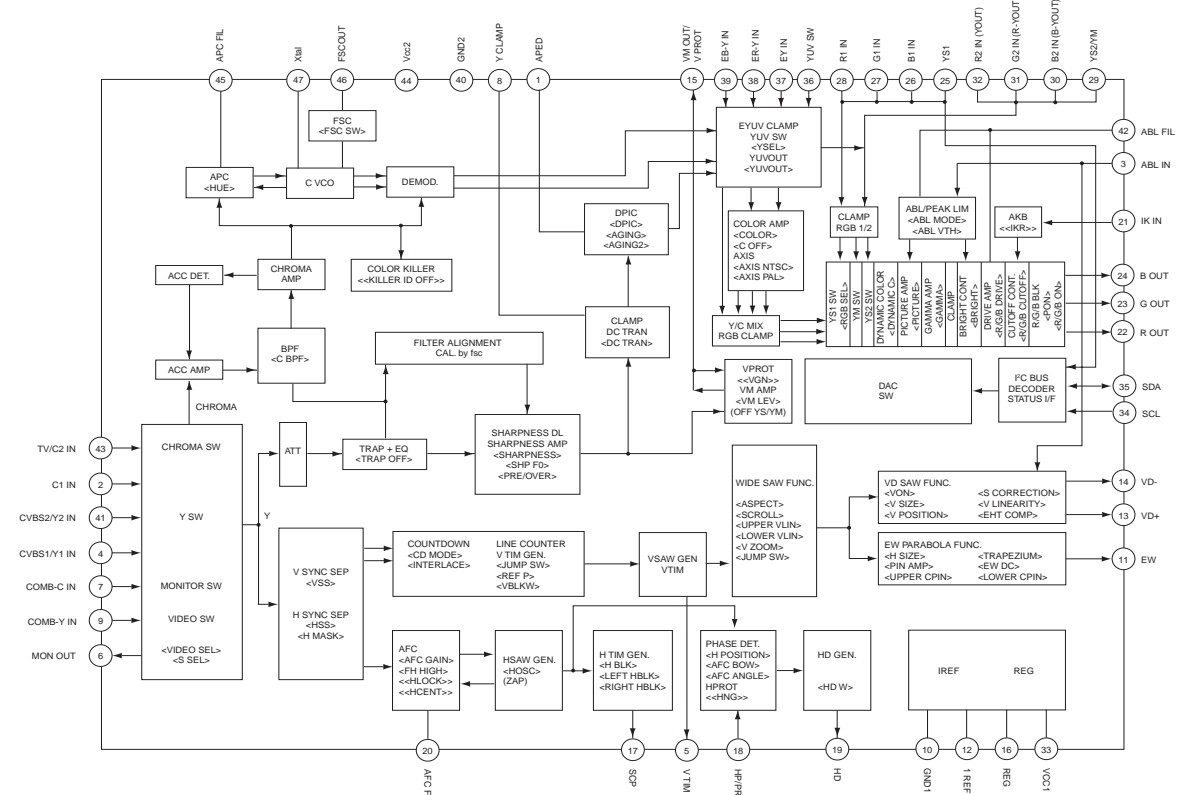 APC FIL
Xtal
FSCOUT
Vcc2
GND2
Y CLAMP
APED
VM OUT/
V PROT
EB-Y IN
ER-Y IN
EY IN
YUV SW
R1 IN
G1 IN
B1 IN
YS1
R2 IN (YOUT)
G2 IN (R-YOUT)
B2 IN (B-YOUT)
YS2/YM
45
47
46
44
40
8
1
15
39
38
37
36
28
27
26
25
32
31
30
29
FSC
<FSC SW>
EYUV CLAMP
YUV SW
<YSEL>
YUVOUT
<YUVOUT>
42 ABL FIL
3 ABL IN
APC
<HUE>
C VCO
DEMOD.
DPIC
<DPIC>
<AGING>
<AGING2>
COLOR AMP
<COLOR>
<C OFF>
AXIS
<AXIS NTSC>
<AXIS PAL>
CLAMP
RGB 1/2
ABL/PEAK LIM
<ABL MODE>
<ABL VTH>
AKB
<<IKR>>
21 IK IN
ACC DET.
CHROMA
AMP
COLOR KILLER
<<KILLER ID OFF>>
YS1 SW
<RGB SEL>
YM SW
YS2 SW
DYNAMIC COLOR
<DYNAMIC C>
PICTURE AMP
<PICTURE>
GAMMA AMP
<GAMMA>
CLAMP
BRIGHT CONT
<BRIGHT>
DRIVE AMP
<R/G/B DRIVE>
CUTOFF CONT.
<R/G/B CUTOFF>
R/G/B BLK
<PON>
<R/G/B ON>
24 B OUT
23 G OUT
22 R OUT
CLAMP
DC TRAN
<DC TRAN>
Y/C MIX
RGB CLAMP
BPF
<C BPF>
FILTER ALIGNMENT
CAL. by fsc
ACC AMP
CHROMA
VPROT
<<VGN>>
VM AMP
<VM LEV>
(OFF YS/YM)
DAC
SW
I²C BUS
DECODER
STATUS I/F
35 SDA
34 SCL
TV/C2 IN 43
CHROMA SW
ATT
TRAP + EQ
<TRAP OFF>
SHARPNESS DL
SHARPNESS AMP
<SHARPNESS>
<SHP F0>
<PRE/OVER>
C1 IN 2
CVBS2/Y2 IN 41
Y SW
Y
WIDE SAW FUNC.
<ASPECT>
<SCROLL>
<UPPER VLIN>
<LOWER VLIN>
<V ZOOM>
<JUMP SW>
VD SAW FUNC.
<VON> <S CORRECTION>
<V SIZE> <V LINEARITY>
<V POSITION> <EHT COMP>
14 VD-
13 VD+
CVBS1/Y1 IN 4
COMB-C IN 7
MONITOR SW
COMB-Y IN 9
VIDEO SW
<VIDEO SEL>
<S SEL>
MON OUT 6
V SYNC SEP
<VSS>
H SYNC SEP
<HSS>
<H MASK>
COUNTDOWN LINE COUNTER
<CD MODE> V TIM GEN.
<INTERLACE> <JUMP SW>
<REF P>
<VBLKW>
VSAW GEN
VTIM
EW PARABOLA FUNC.
<H SIZE> <TRAPEZIUM>
<PIN AMP> <EW DC>
<UPPER CPIN> <LOWER CPIN>
11 EW
AFC
<AFC GAIN>
<FH HIGH>
<<HLOCK>>
<<HCENT>>
HSAW GEN.
<HOSC>
(ZAP)
H TIM GEN.
<H BLK>
<LEFT HBLK>
<RIGHT HBLK>
PHASE DET.
<H POSITION>
<AFC BOW>
<AFC ANGLE>
HPROT
<<HNG>>
HD GEN.
<HD W>
IREF REG
20
17
5
18
19
10
12
16
33
AFC F
SCP
V TIM
HP/PR
HD
GND1
1 REF
REG
VCC1